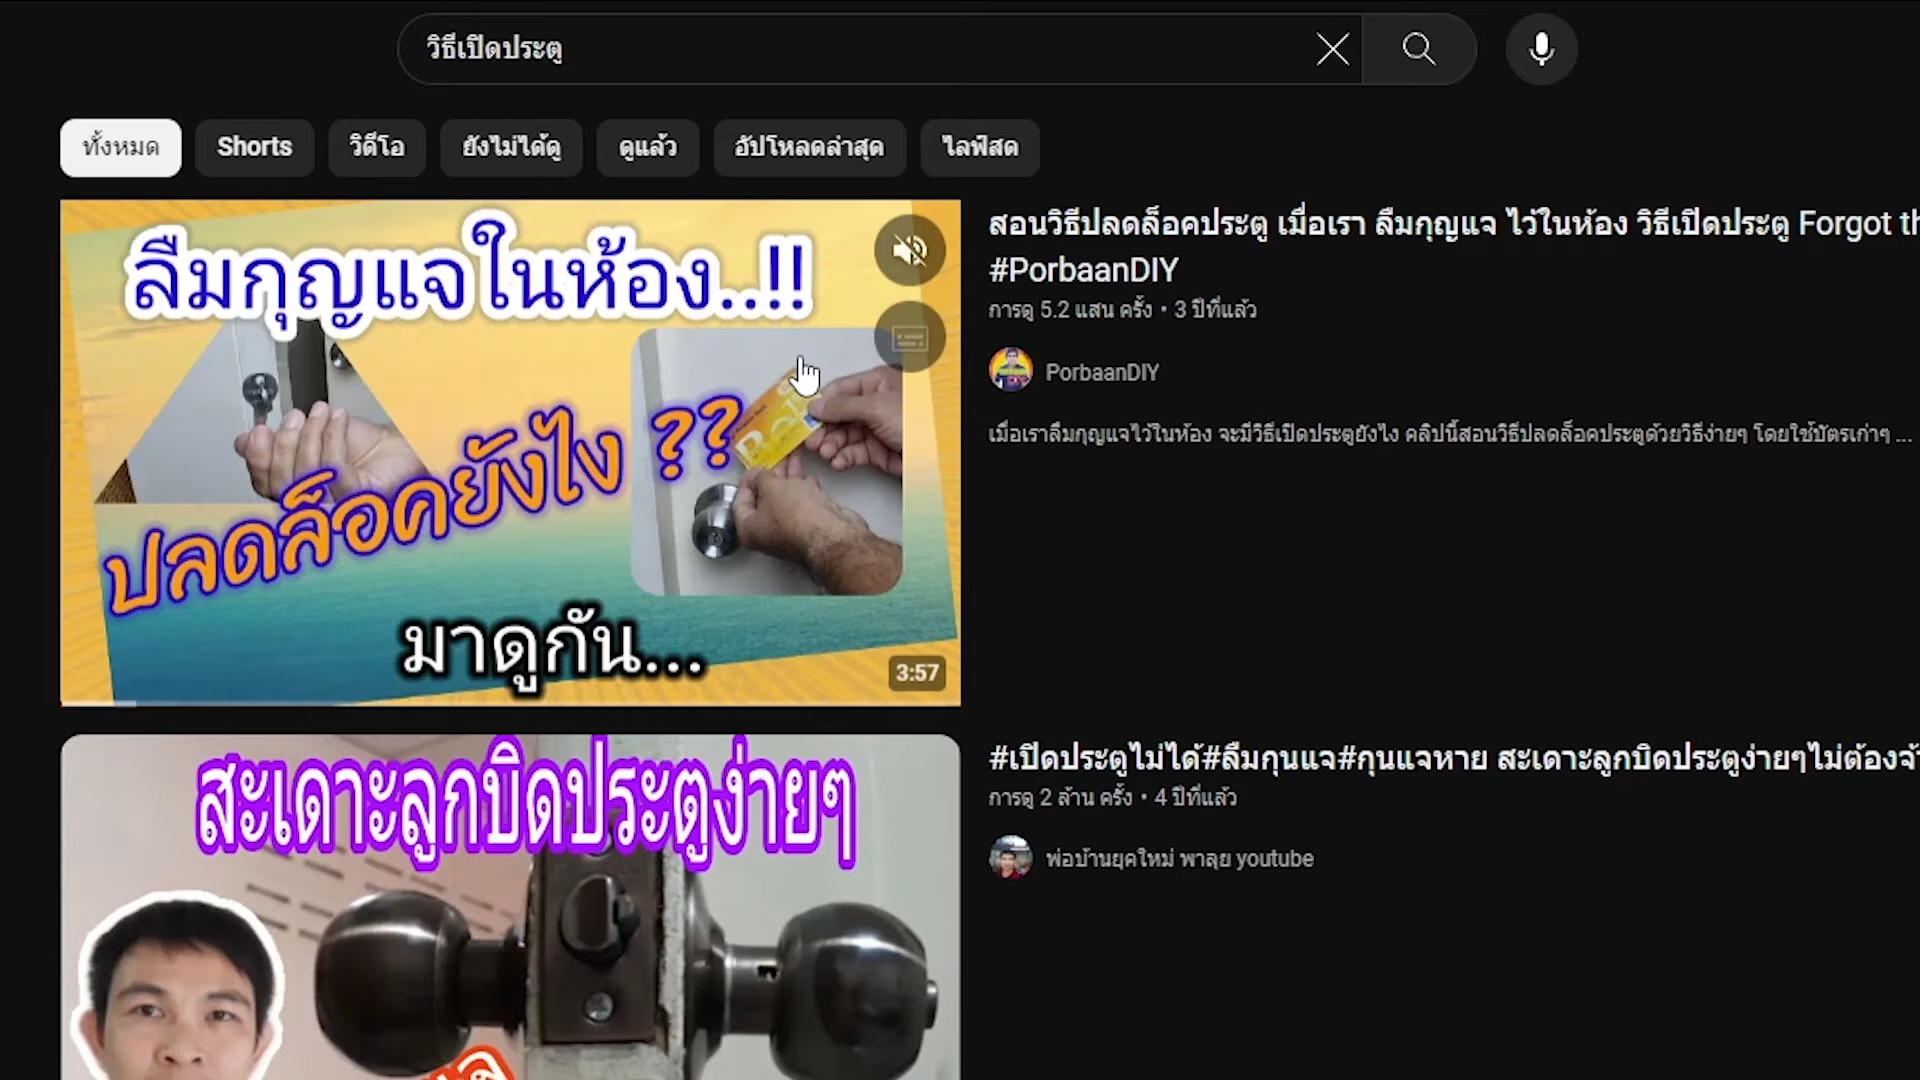 วิธีเปิดประตู
ทั้งหมด
Shorts
วิดีโอ
ยังไม่ได้ดู
ดูแล้ว
อัปโหลดล่าสุด
ไลฟ์สด
ลืมกุญแจในห้อง..!!
ปลดล็อคยังไง ??
มาดูกัน...
3:57
สอนวิธีปลดล็อคประตู เมื่อเรา ลืมกุญแจ ไว้ในห้อง วิธีเปิดประตู Forgot
#PorbaanDIY
การดู 5.2 แสน ครั้ง • 3 ปีที่แล้ว
PorbaanDIY
เมื่อเราลืมกุญแจไว้ในห้อง จะมีวิธีเปิดประตูยังไง คลิปนี้สอนวิธีปลดล็อคประตูด้วยวิธีง่ายๆ โดยใช้บัตรเก่าๆ ...
สะเดาะลูกบิดประตูง่ายๆ
#เปิดประตูไม่ได้#ลืมกุนแจ#กุนแจหาย สะเดาะลูกบิดประตูง่ายๆไม่ต้อง
การดู 2 ล้าน ครั้ง • 4 ปีที่แล้ว
พ่อบ้านยุคใหม่ พาลุย youtube